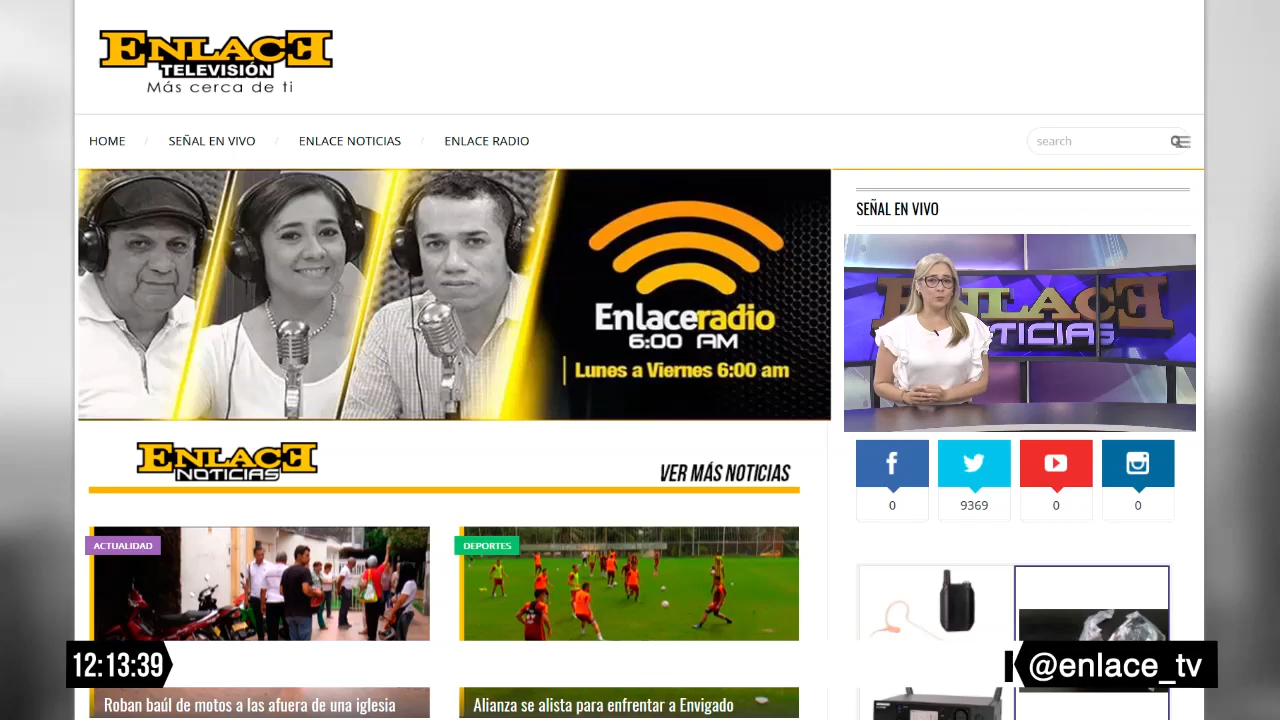 ENLACE
TELEVISIÓN
Más cerca de ti
HOME / SEÑAL EN VIVO / ENLACE NOTICIAS / ENLACE RADIO
search
Enlaceradio
6:00 AM
Lunes a Viernes 6:00 am
SEÑAL EN VIVO
ENLACE
NOTICIAS
0
9369
0
0
ENLACE
NOTICIAS
VER MÁS NOTICIAS
ACTUALIDAD
DEPORTES
12:13:39
@enlace_tv
Roban baúl de motos a las afuera de una iglesia
Alianza se alista para enfrentar a Envigado